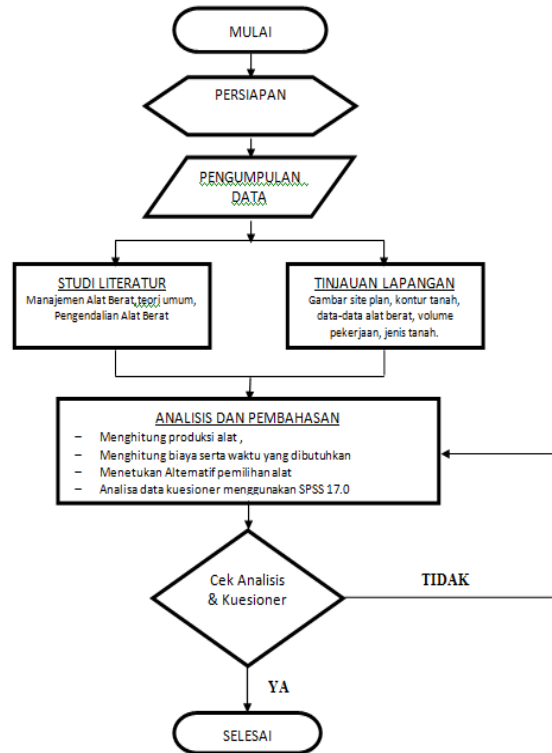 MULAI
PERSIAPAN
PENGUMPULAN
DATA
STUDI LITERATUR
Manajemen Alat Berat,teori umum,
Pengendalian Alat Berat
TINJAUAN LAPANGAN
Gambar site plan, kontur tanah,
data-data alat berat, volume
pekerjaan, jenis tanah.
ANALISIS DAN PEMBAHASAN
– Menghitung produksi alat ,
– Menghitung biaya serta waktu yang dibutuhkan
– Menetukan Alternatif pemilihan alat
– Analisa data kuesioner menggunakan SPSS 17.0
Cek Analisis
& Kuesioner
TIDAK
YA
SELESAI